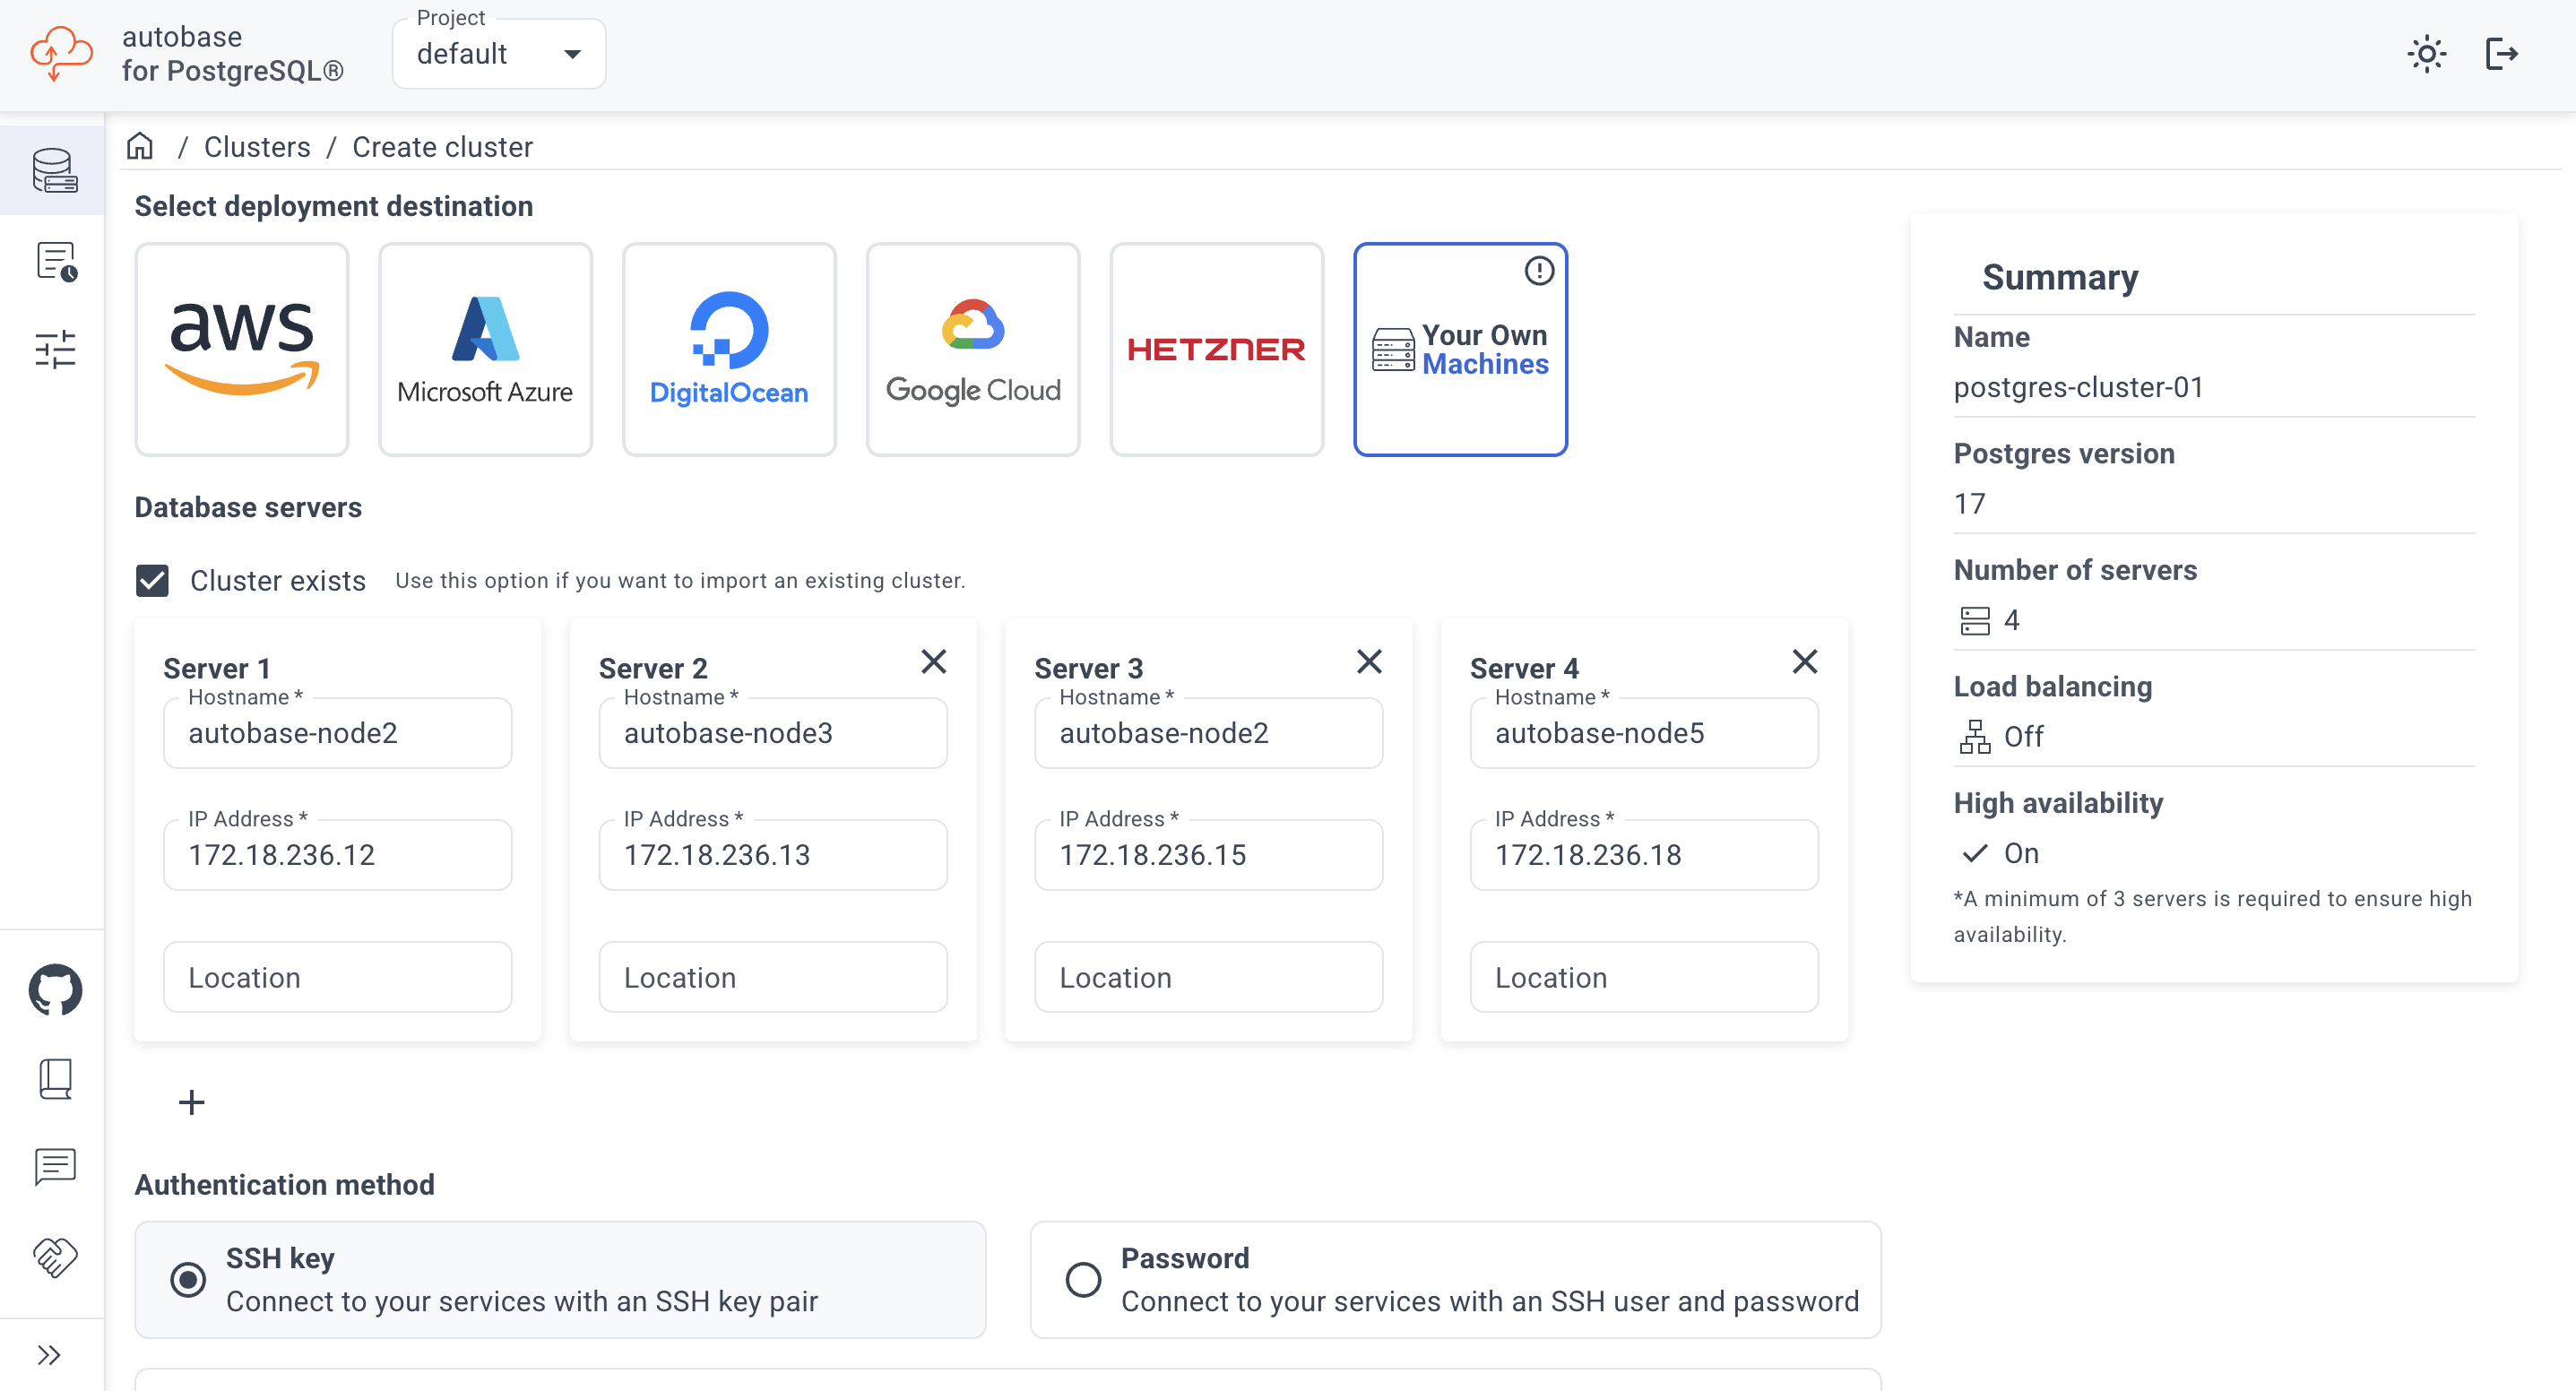 autobase
for PostgreSQL®
Project
default
/ Clusters / Create cluster
Select deployment destination
aws
Microsoft Azure
DigitalOcean
Google Cloud
HETZNER
Your Own
Machines
Database servers
Cluster exists Use this option if you want to import an existing cluster.
Server 1
Hostname *
autobase-node2
IP Address *
172.18.236.12
Location
Server 2
Hostname *
autobase-node3
IP Address *
172.18.236.13
Location
Server 3
Hostname *
autobase-node2
IP Address *
172.18.236.15
Location
Server 4
Hostname *
autobase-node5
IP Address *
172.18.236.18
Location
Authentication method
SSH key
Connect to your services with an SSH key pair
Password
Connect to your services with an SSH user and password
Summary
Name
postgres-cluster-01
Postgres version
17
Number of servers
4
Load balancing
Off
High availability
On
*A minimum of 3 servers is required to ensure high
availability.